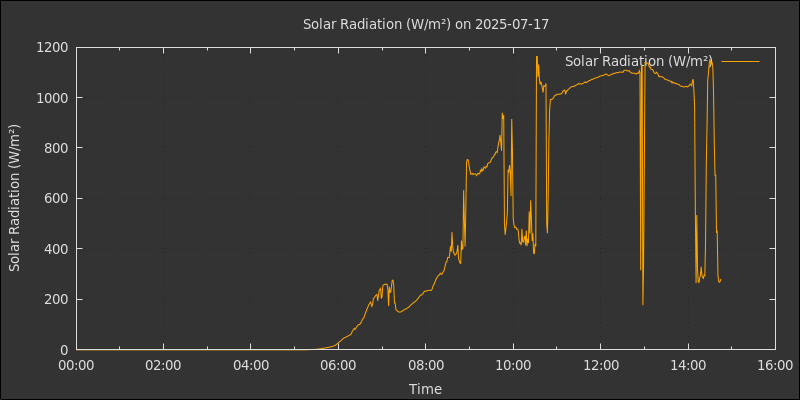 Solar Radiation (W/m²) on 2025-07-17
Solar Radiation (W/m²)
Solar Radiation (W/m²)
1200
1000
800
600
400
200
0
00:00 02:00 04:00 06:00 08:00 10:00 12:00 14:00 16:00
Time